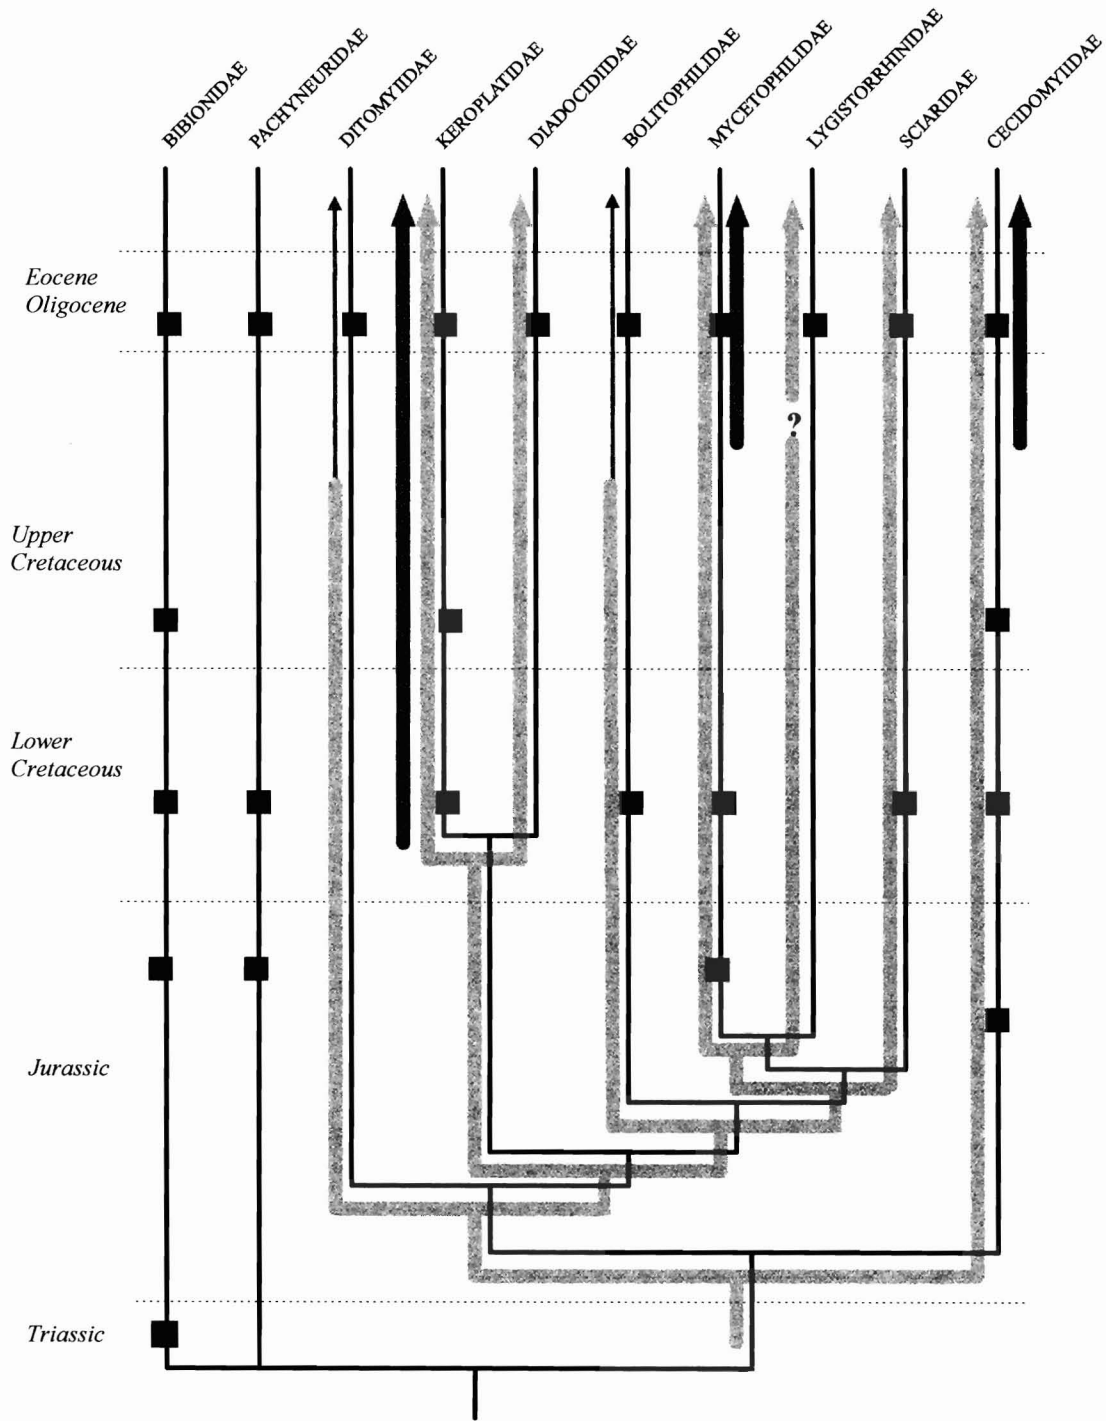 BIBIONIDAE
PACHYNEURIDAE
DITOMYIIDAE
KEROPLATIDAE
DIADOCIDIIDAE
BOLITOPHILIDAE
MYCETOPHILIDAE
LYGISTORRHINIDAE
SCIARIDAE
CECIDOMYIIDAE
Eocene
Oligocene
?
Upper
Cretaceous
Lower
Cretaceous
Jurassic
Triassic